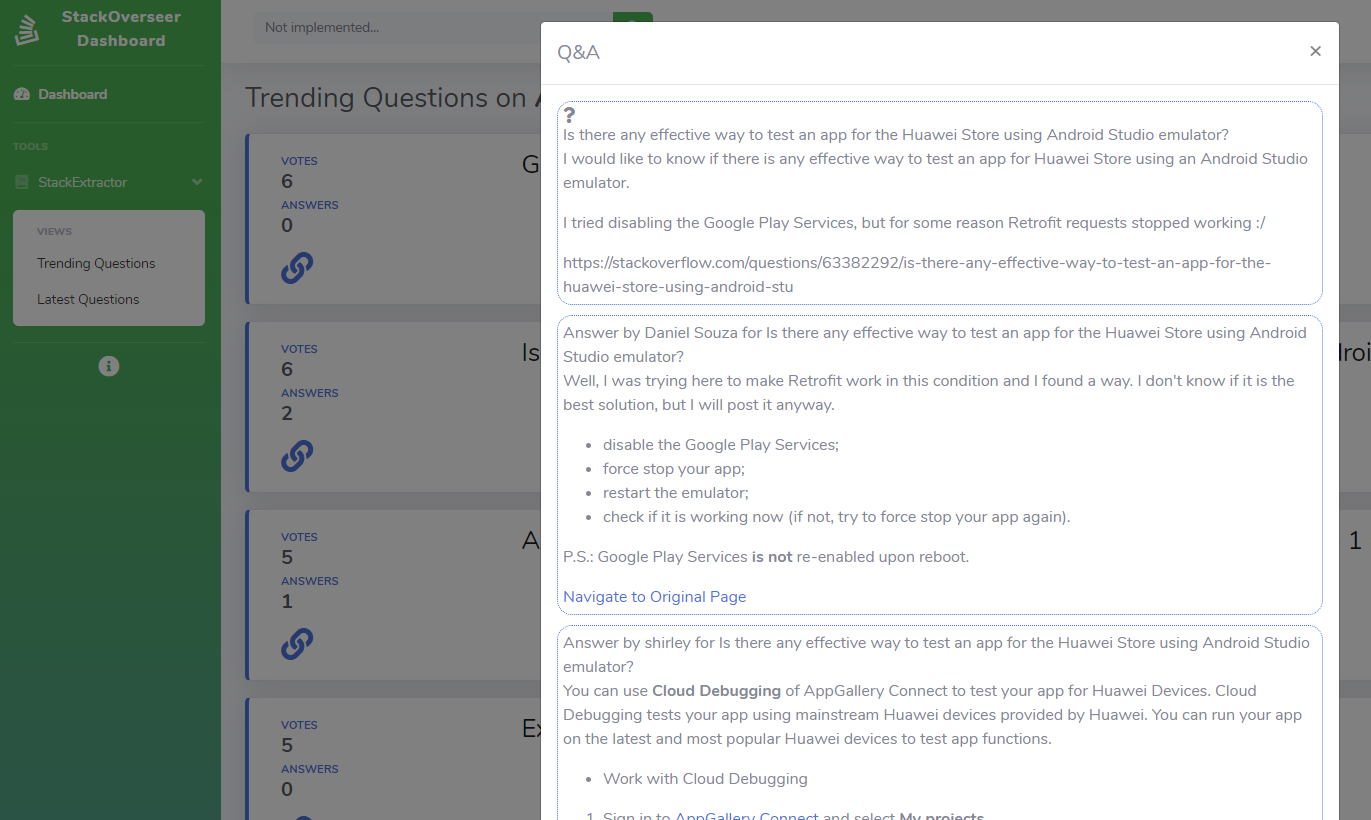 StackOverseer
Dashboard
Dashboard
TOOLS
StackExtractor
VIEWS
Trending Questions
Latest Questions
Not implemented...
Trending Questions on
VOTES
6
ANSWERS
0
G
VOTES
6
ANSWERS
2
Is
VOTES
5
ANSWERS
1
A
1
VOTES
5
ANSWERS
0
Q&A
×
?
Is there any effective way to test an app for the Huawei Store using Android Studio emulator?
I would like to know if there is any effective way to test an app for Huawei Store using an Android Studio
emulator.
I tried disabling the Google Play Services, but for some reason Retrofit requests stopped working :/
https://stackoverflow.com/questions/63382292/is-there-any-effective-way-to-test-an-app-for-the-
huawei-store-using-android-stu
Answer by Daniel Souza for Is there any effective way to test an app for the Huawei Store using Android
Studio emulator?
Well, I was trying here to make Retrofit work in this condition and I found a way. I don't know if it is the
best solution, but I will post it anyway.
• disable the Google Play Services;
• force stop your app;
• restart the emulator;
• check if it is working now (if not, try to force stop your app again).
P.S.: Google Play Services is not re-enabled upon reboot.
Navigate to Original Page
Answer by shirley for Is there any effective way to test an app for the Huawei Store using Android Studio
emulator?
You can use Cloud Debugging of AppGallery Connect to test your app for Huawei Devices. Cloud
Debugging tests your app using mainstream Huawei devices provided by Huawei. You can run your app
on the latest and most popular Huawei devices to test app functions.
• Work with Cloud Debugging
1. Sign in to AppGallery Connect and select My projects